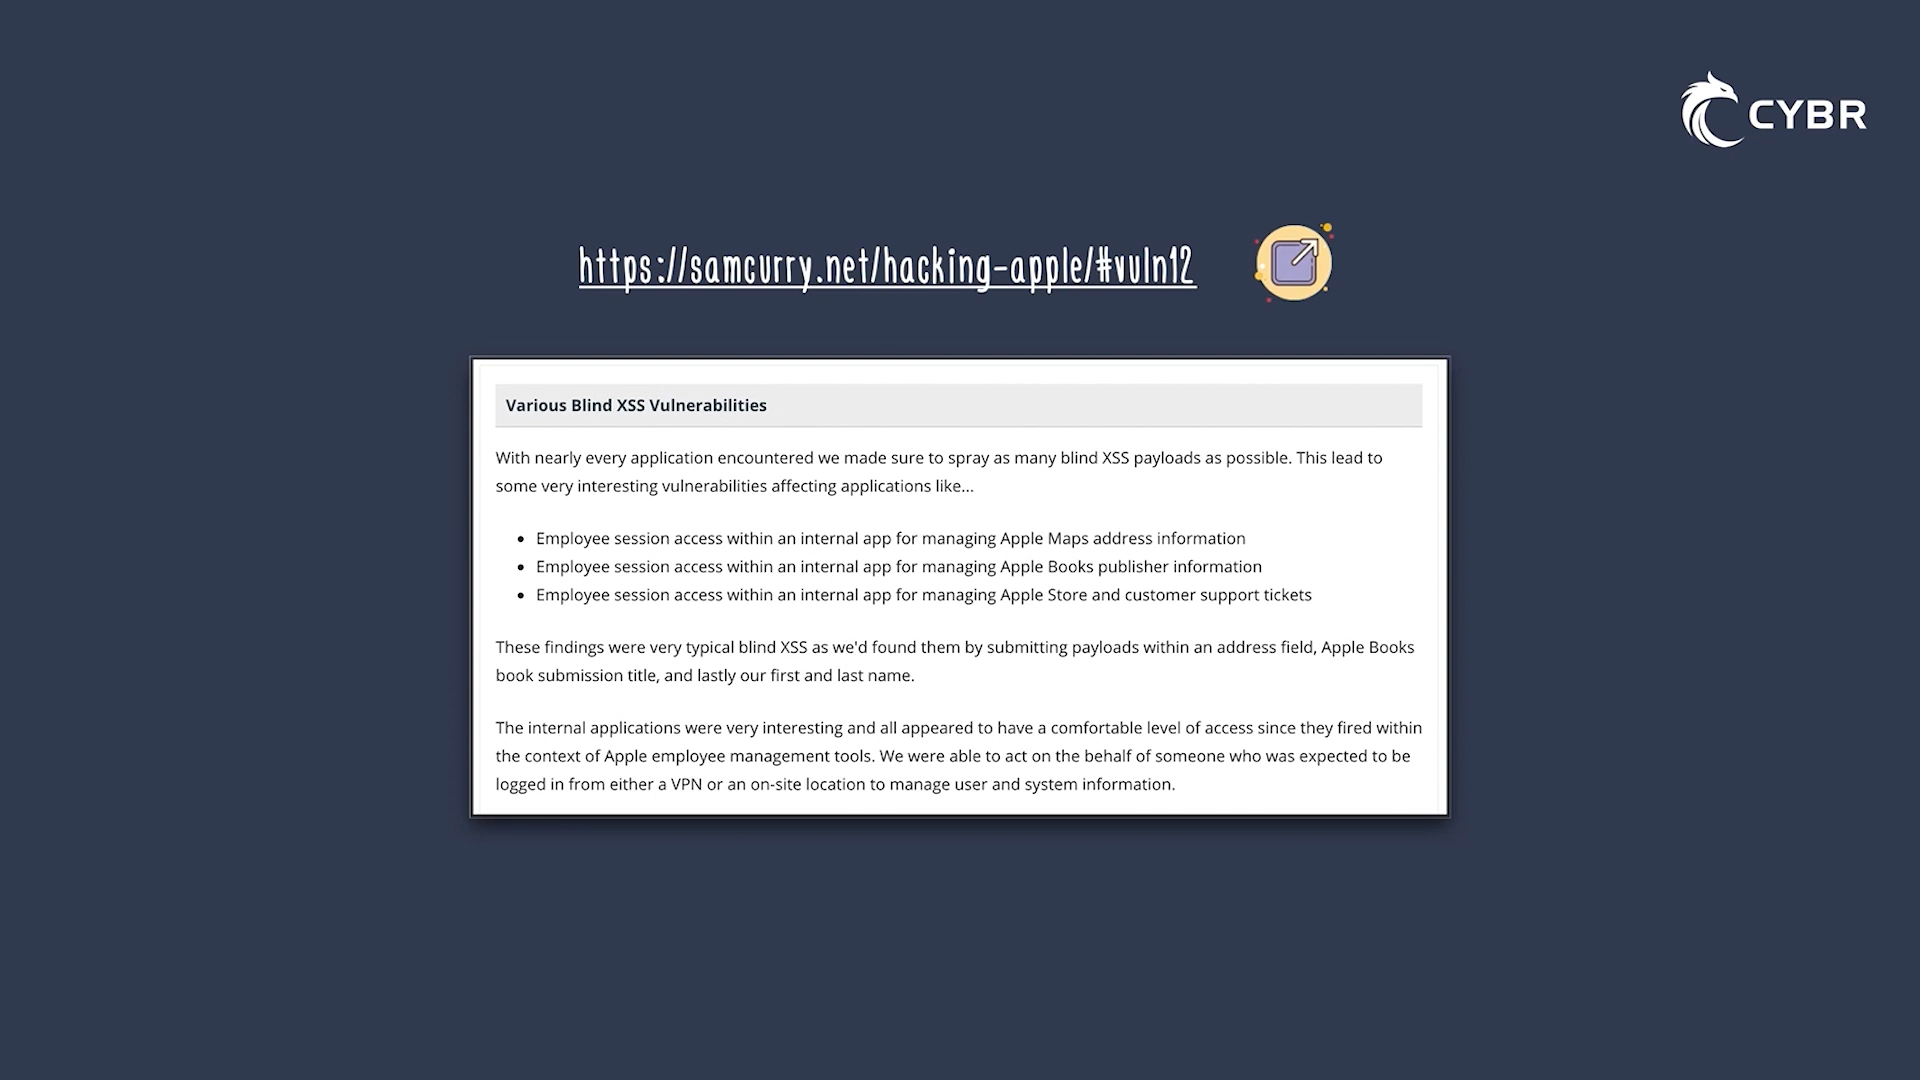 CYBR
https://samcurry.net/hacking-apple/#vuln12
Various Blind XSS Vulnerabilities
With nearly every application encountered we made sure to spray as many blind XSS payloads as possible. This lead to
some very interesting vulnerabilities affecting applications like...
• Employee session access within an internal app for managing Apple Maps address information
• Employee session access within an internal app for managing Apple Books publisher information
• Employee session access within an internal app for managing Apple Store and customer support tickets
These findings were very typical blind XSS as we'd found them by submitting payloads within an address field, Apple Books
book submission title, and lastly our first and last name.
The internal applications were very interesting and all appeared to have a comfortable level of access since they fired within
the context of Apple employee management tools. We were able to act on the behalf of someone who was expected to be
logged in from either a VPN or an on-site location to manage user and system information.